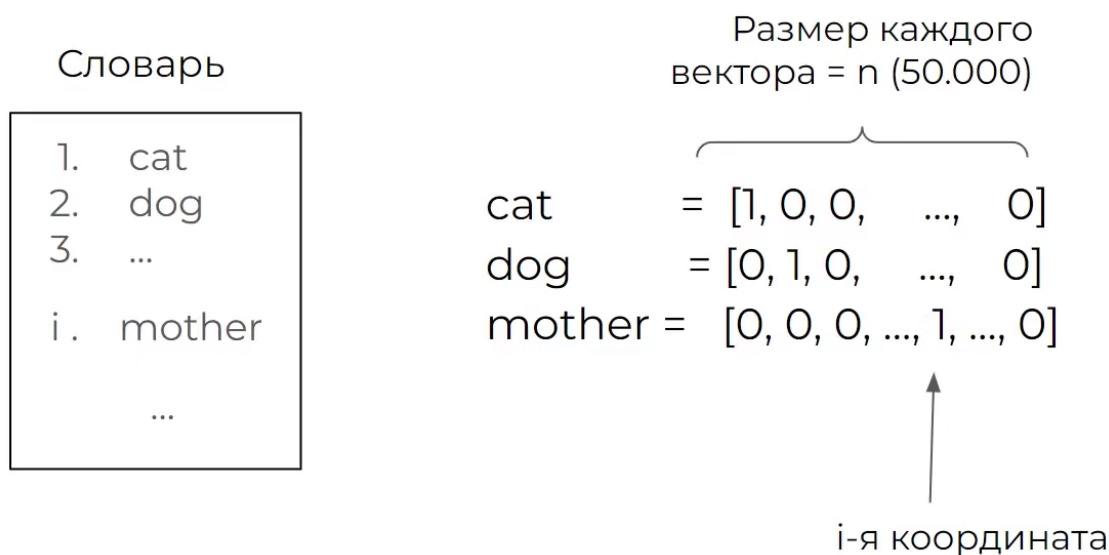 Словарь
1. cat
2. dog
3. ...
i. mother
...
Размер каждого
вектора = n (50.000)
cat = [1, 0, 0, ..., 0]
dog = [0, 1, 0, ..., 0]
mother = [0, 0, 0, ..., 1, ..., 0]
i-я координата